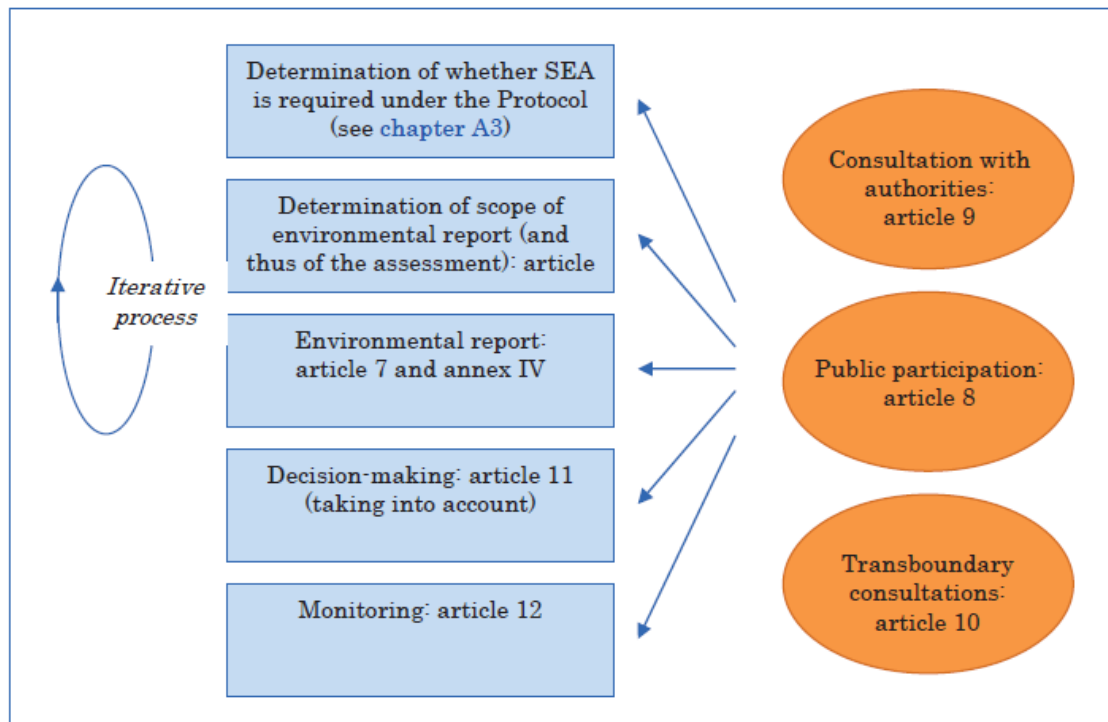 Determination of whether SEA
is required under the Protocol
(see chapter A3)
Determination of scope of
environmental report (and
thus of the assessment): article
Iterative
process
Environmental report:
article 7 and annex IV
Decision-making: article 11
(taking into account)
Monitoring: article 12
Consultation with
authorities:
article 9
Public participation:
article 8
Transboundary
consultations:
article 10